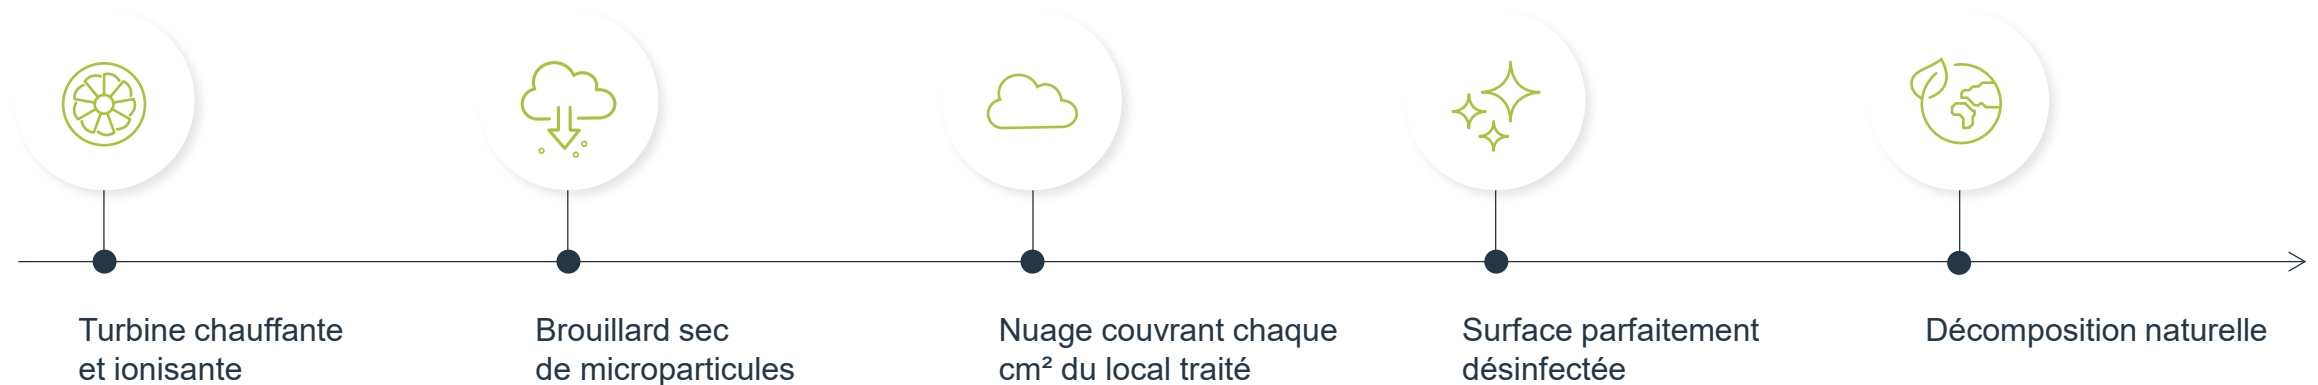 Turbine chauffante
et ionisante
Brouillard sec
de microparticules
Nuage couvrant chaque
cm² du local traité
Surface parfaitement
désinfectée
Décomposition naturelle